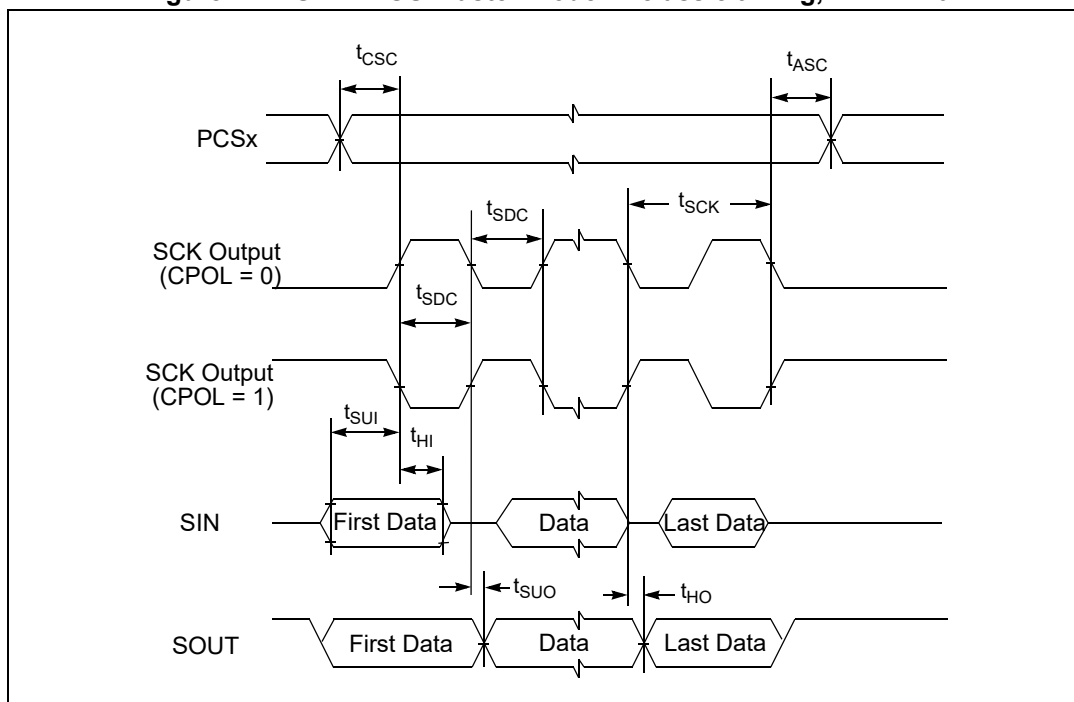 tCSC
tASC
PCSx
tSCK
tSDC
SCK Output
(CPOL = 0)
tSDC
SCK Output
(CPOL = 1)
tSUI
tHI
SIN
First Data
Data
Last Data
tSUO
tHO
SOUT
First Data
Data
Last Data